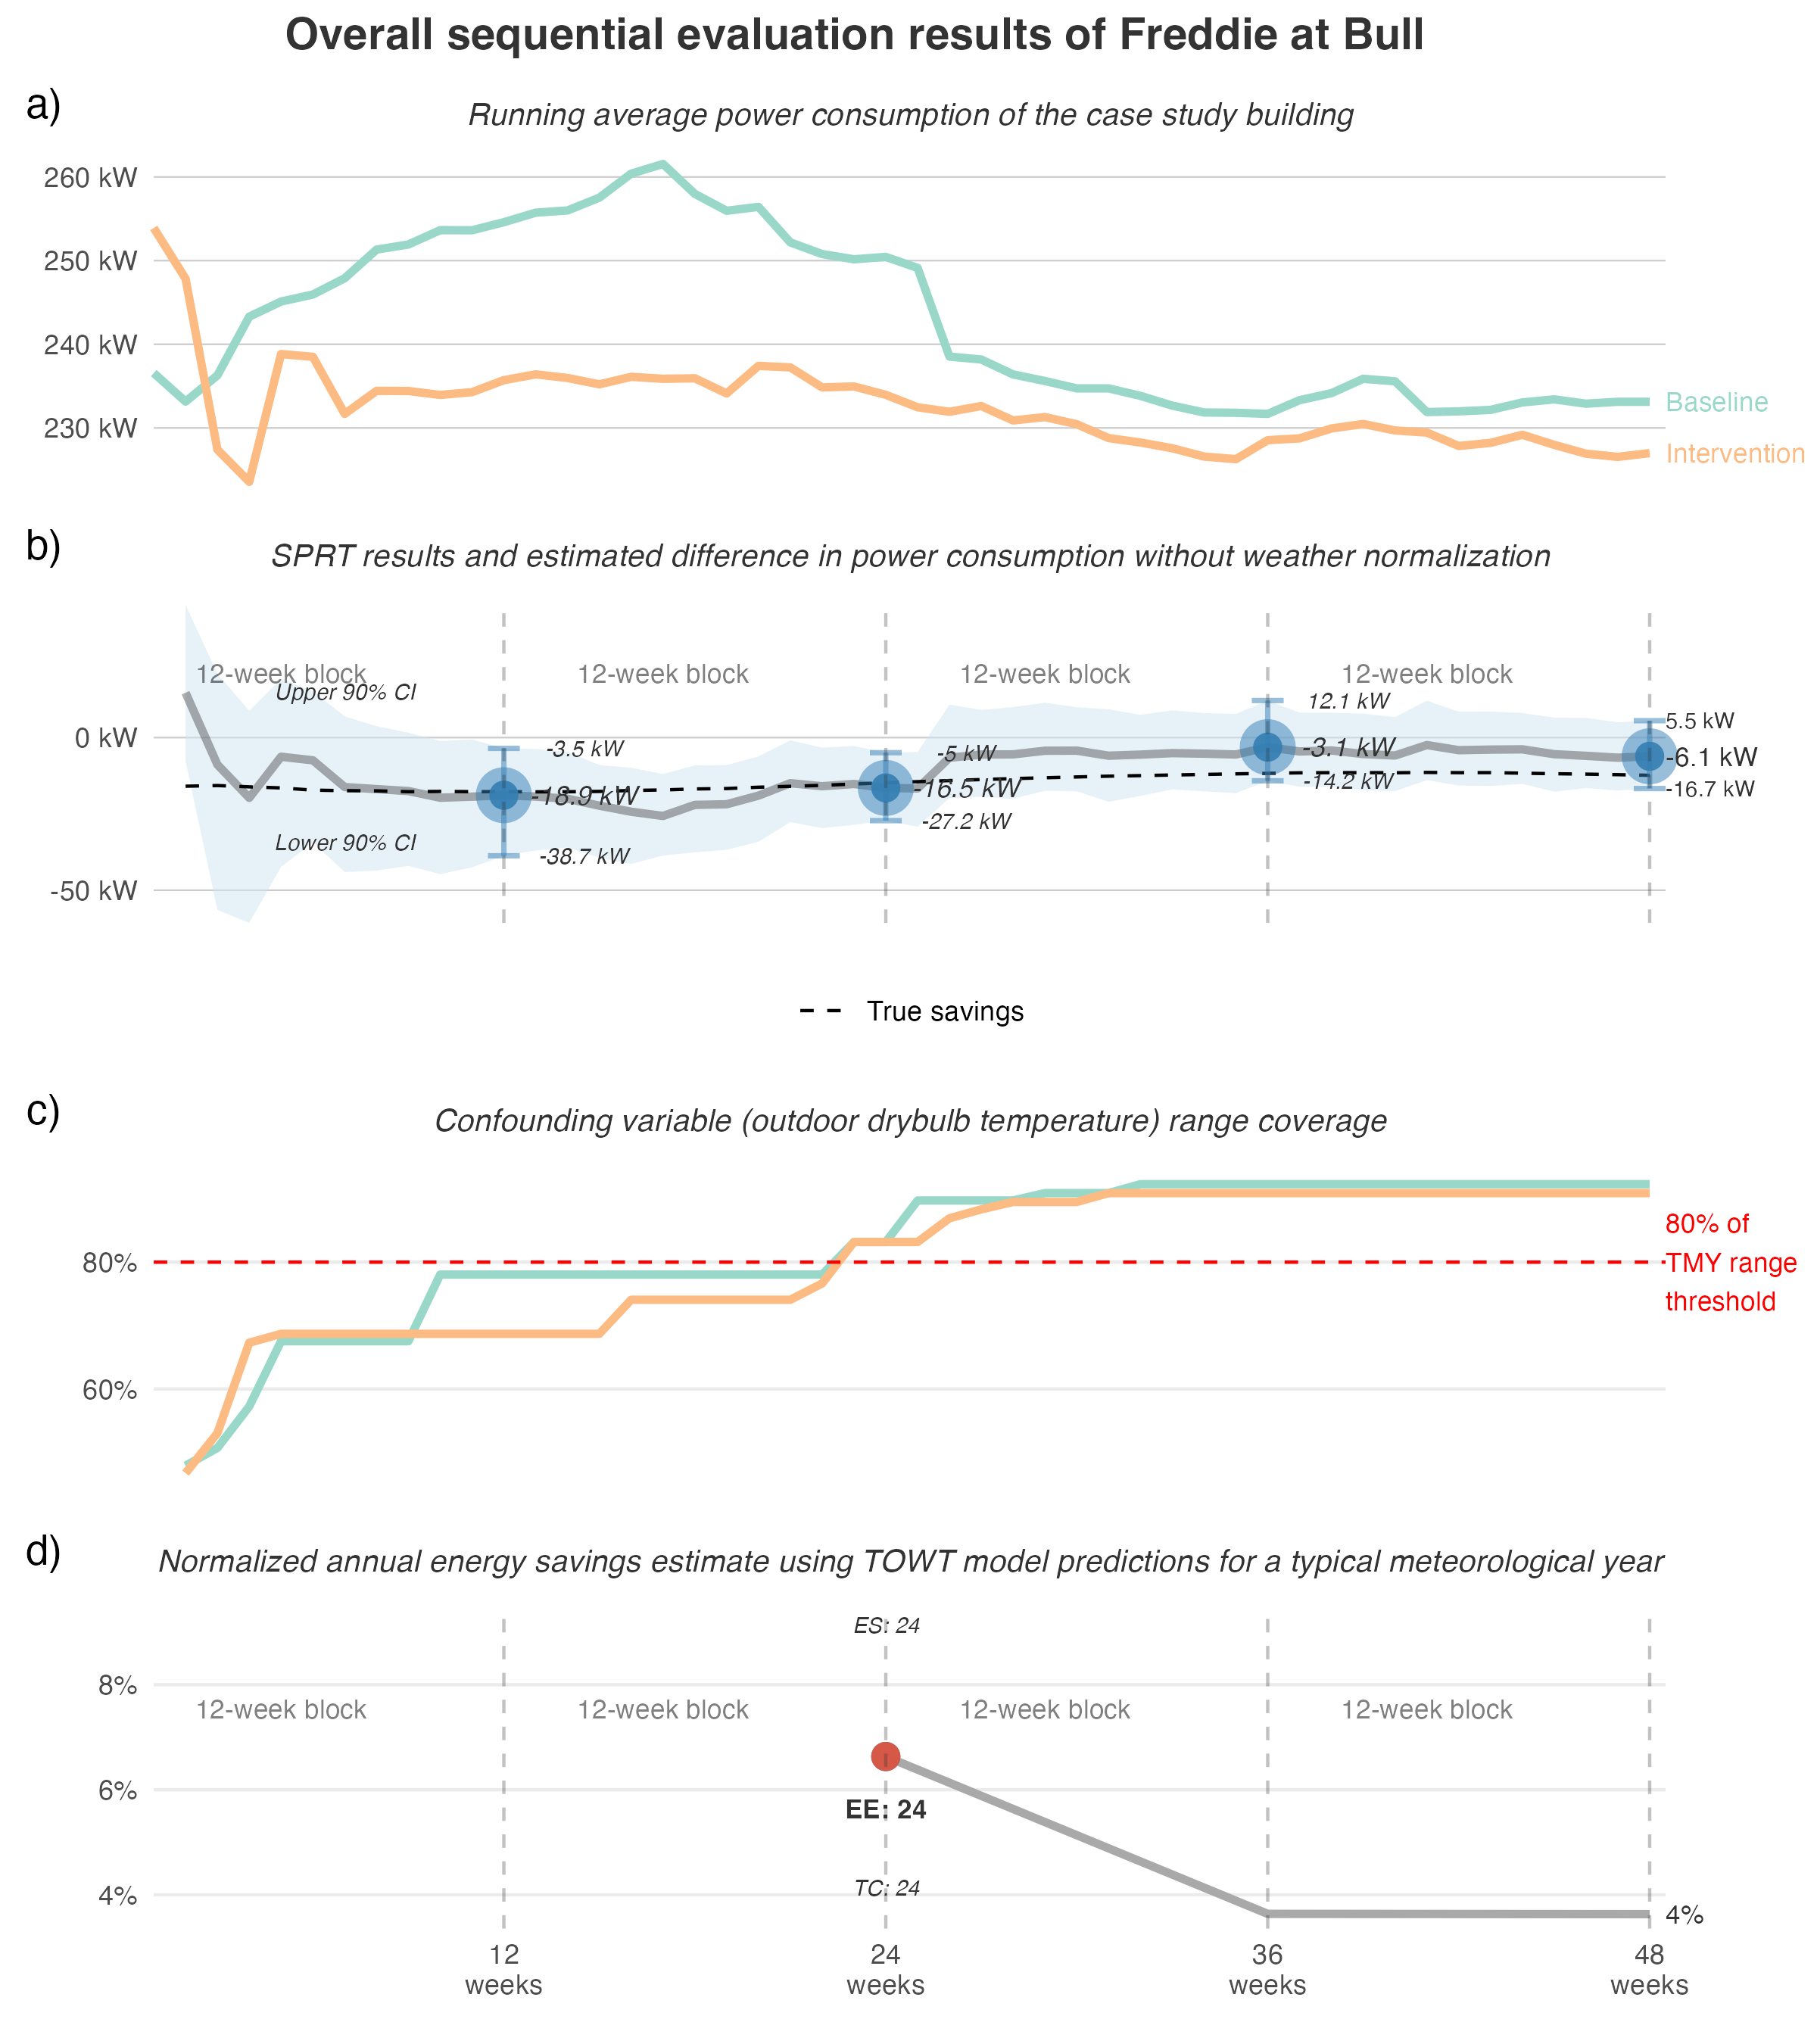 Overall sequential evaluation results of Freddie at Bull
a)
Running average power consumption of the case study building
260 kW
250 kW
240 kW
230 kW
Baseline
Intervention
b)
SPRT results and estimated difference in power consumption without weather normalization
12-week block
12-week block
12-week block
12-week block
Upper 90% CI
Lower 90% CI
0 kW
-50 kW
-3.5 kW
-18.9 kW
-38.7 kW
-5 kW
-16.5 kW
-27.2 kW
12.1 kW
-3.1 kW
-14.2 kW
5.5 kW
-6.1 kW
-16.7 kW
True savings
c)
Confounding variable (outdoor drybulb temperature) range coverage
80%
60%
80% of
TMY range
threshold
d)
Normalized annual energy savings estimate using TOWT model predictions for a typical meteorological year
ES: 24
8%
12-week block
12-week block
12-week block
12-week block
6%
EE: 24
4%
TC: 24
4%
12
weeks
24
weeks
36
weeks
48
weeks